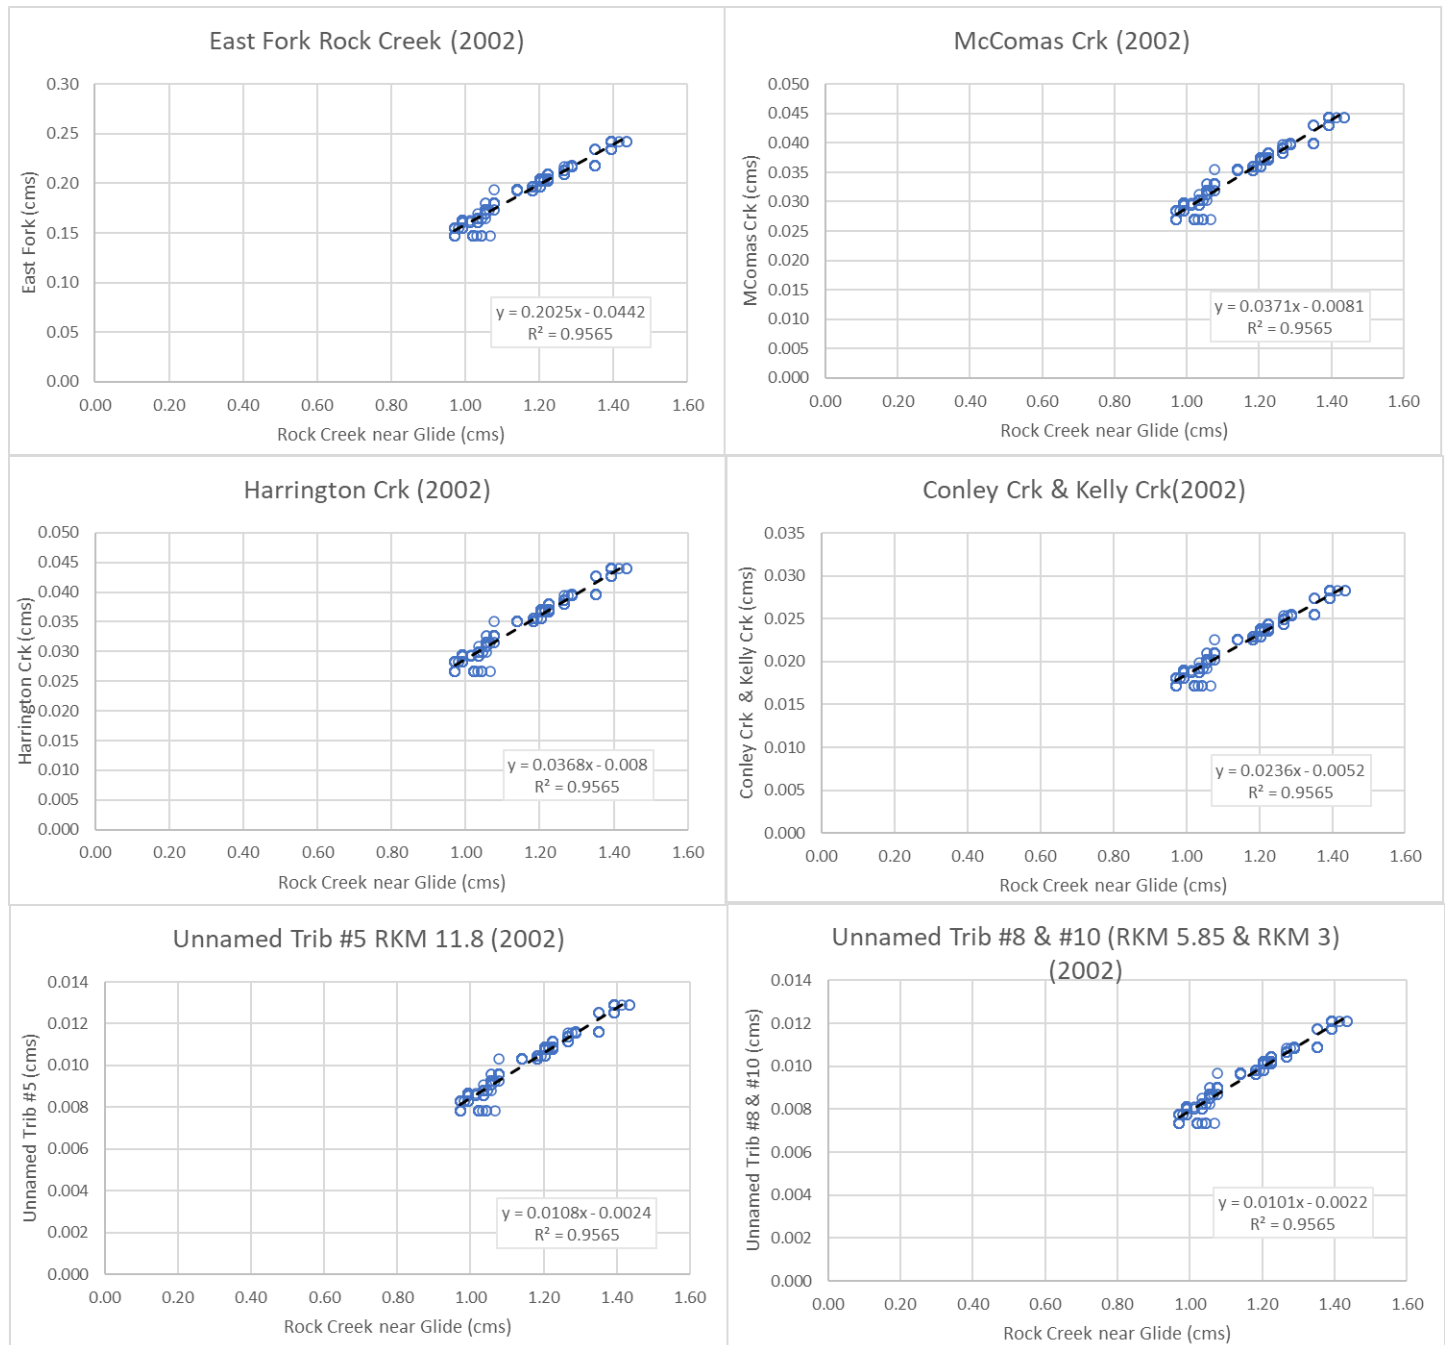 East Fork Rock Creek (2002)
0.30
0.25
0.20
0.15
0.10
0.05
0.00
East Fork (cms)
y = 0.2025x - 0.0442
R² = 0.9565
0.00 0.20 0.40 0.60 0.80 1.00 1.20 1.40 1.60
Rock Creek near Glide (cms)
McComas Crk (2002)
0.050
0.045
0.040
0.035
0.030
0.025
0.020
0.015
0.010
0.005
0.000
MComas Crk (cms)
y = 0.0371x - 0.0081
R² = 0.9565
0.00 0.20 0.40 0.60 0.80 1.00 1.20 1.40 1.60
Rock Creek near Glide (cms)
Harrington Crk (2002)
0.050
0.045
0.040
0.035
0.030
0.025
0.020
0.015
0.010
0.005
0.000
Harrington Crk (cms)
y = 0.0368x - 0.008
R² = 0.9565
0.00 0.20 0.40 0.60 0.80 1.00 1.20 1.40 1.60
Rock Creek near Glide (cms)
Conley Crk & Kelly Crk(2002)
0.035
0.030
0.025
0.020
0.015
0.010
0.005
0.000
Conley Crk & Kelly Crk (cms)
y = 0.0236x - 0.0052
R² = 0.9565
0.00 0.20 0.40 0.60 0.80 1.00 1.20 1.40 1.60
Rock Creek near Glide (cms)
Unnamed Trib #5 RKM 11.8 (2002)
0.014
0.012
0.010
0.008
0.006
0.004
0.002
0.000
Unnamed Trib #5 (cms)
y = 0.0108x - 0.0024
R² = 0.9565
0.00 0.20 0.40 0.60 0.80 1.00 1.20 1.40 1.60
Rock Creek near Glide (cms)
Unnamed Trib #8 & #10 (RKM 5.85 & RKM 3)
(2002)
0.014
0.012
0.010
0.008
0.006
0.004
0.002
0.000
Unnamed Trib #8 & #10 (cms)
y = 0.0101x - 0.0022
R² = 0.9565
0.00 0.20 0.40 0.60 0.80 1.00 1.20 1.40 1.60
Rock Creek near Glide (cms)